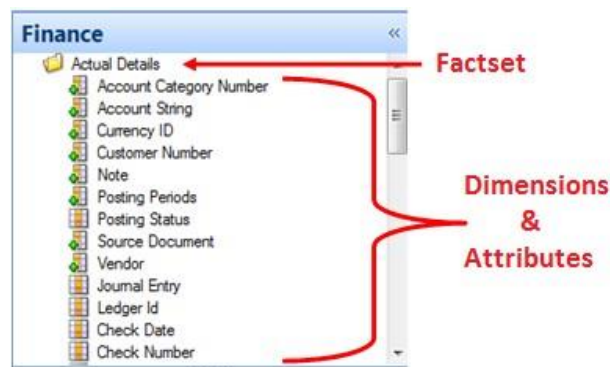 Finance
Actual Details
Factset
Account Category Number
Account String
Currency ID
Customer Number
Note
Posting Periods
Posting Status
Source Document
Vendor
Journal Entry
Ledger Id
Check Date
Check Number
Dimensions
&
Attributes